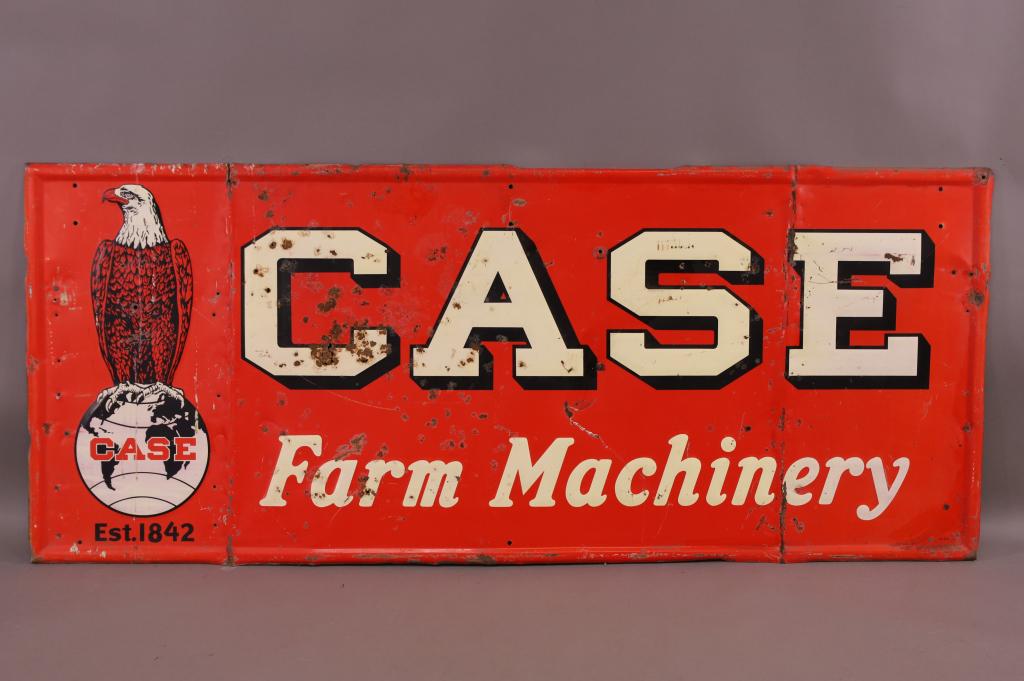 CASE
Est.1842
CASE
Farm Machinery